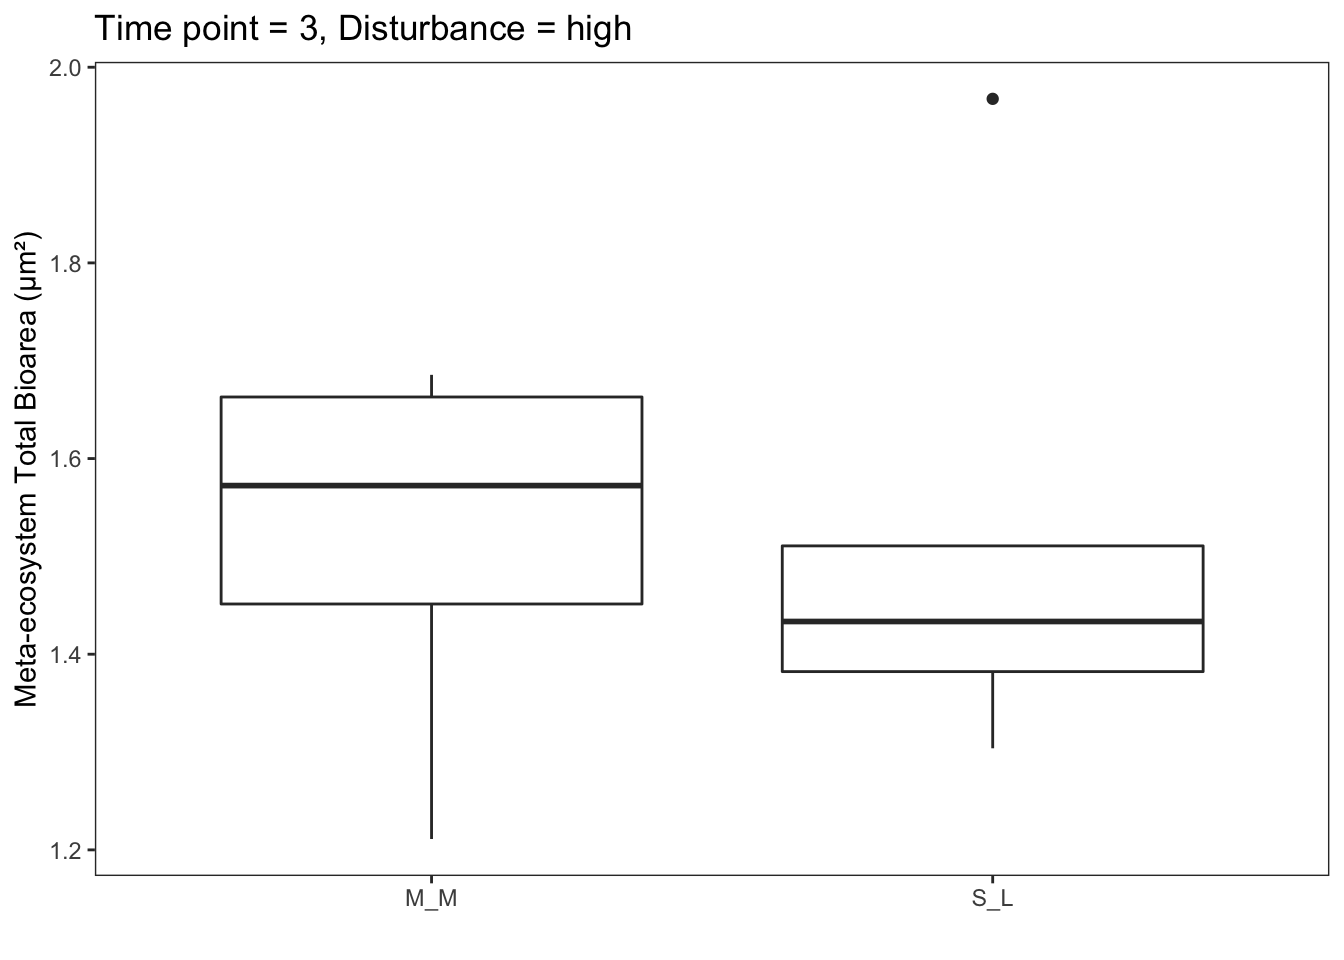 Time point = 3, Disturbance = high
Meta-ecosystem Total Bioarea (µm²)
2.0
1.8
1.6
1.4
1.2
M_M
S_L